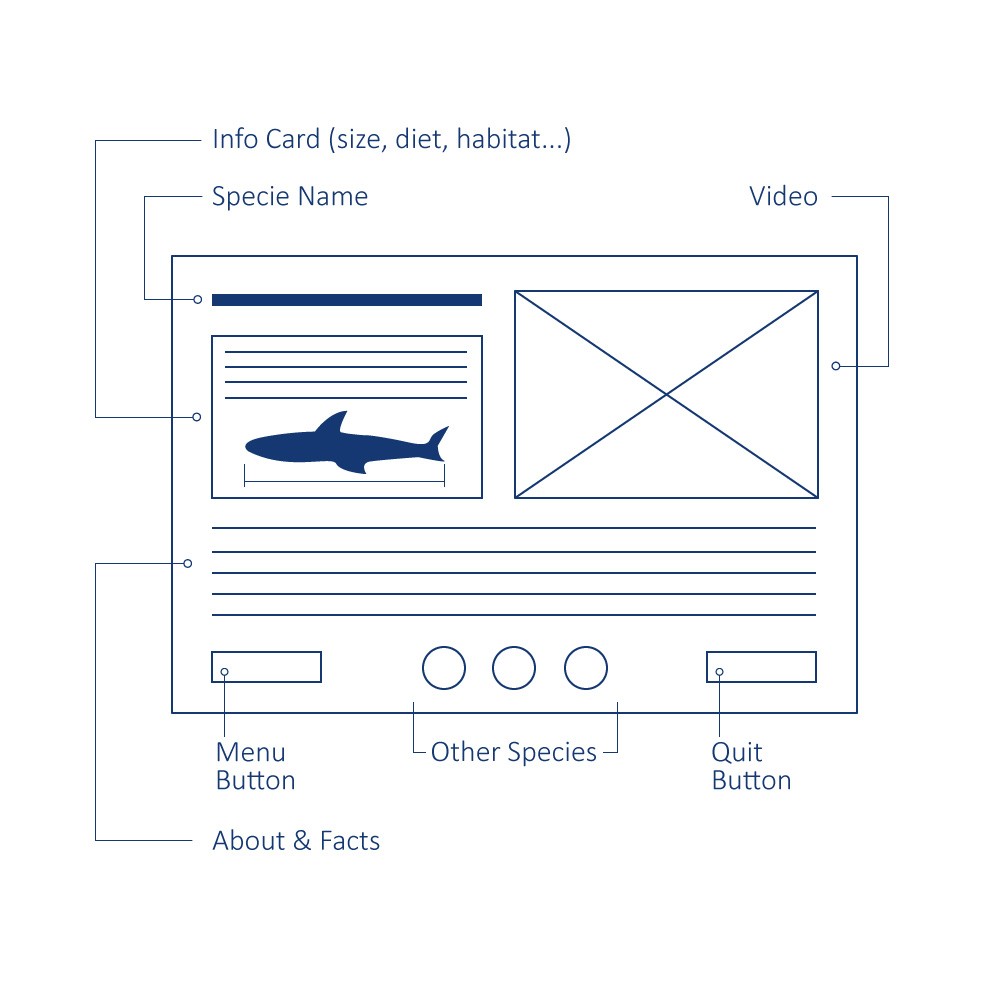 Info Card (size, diet, habitat...)
Specie Name
Video
Menu
Button
Other Species
Quit
Button
About & Facts